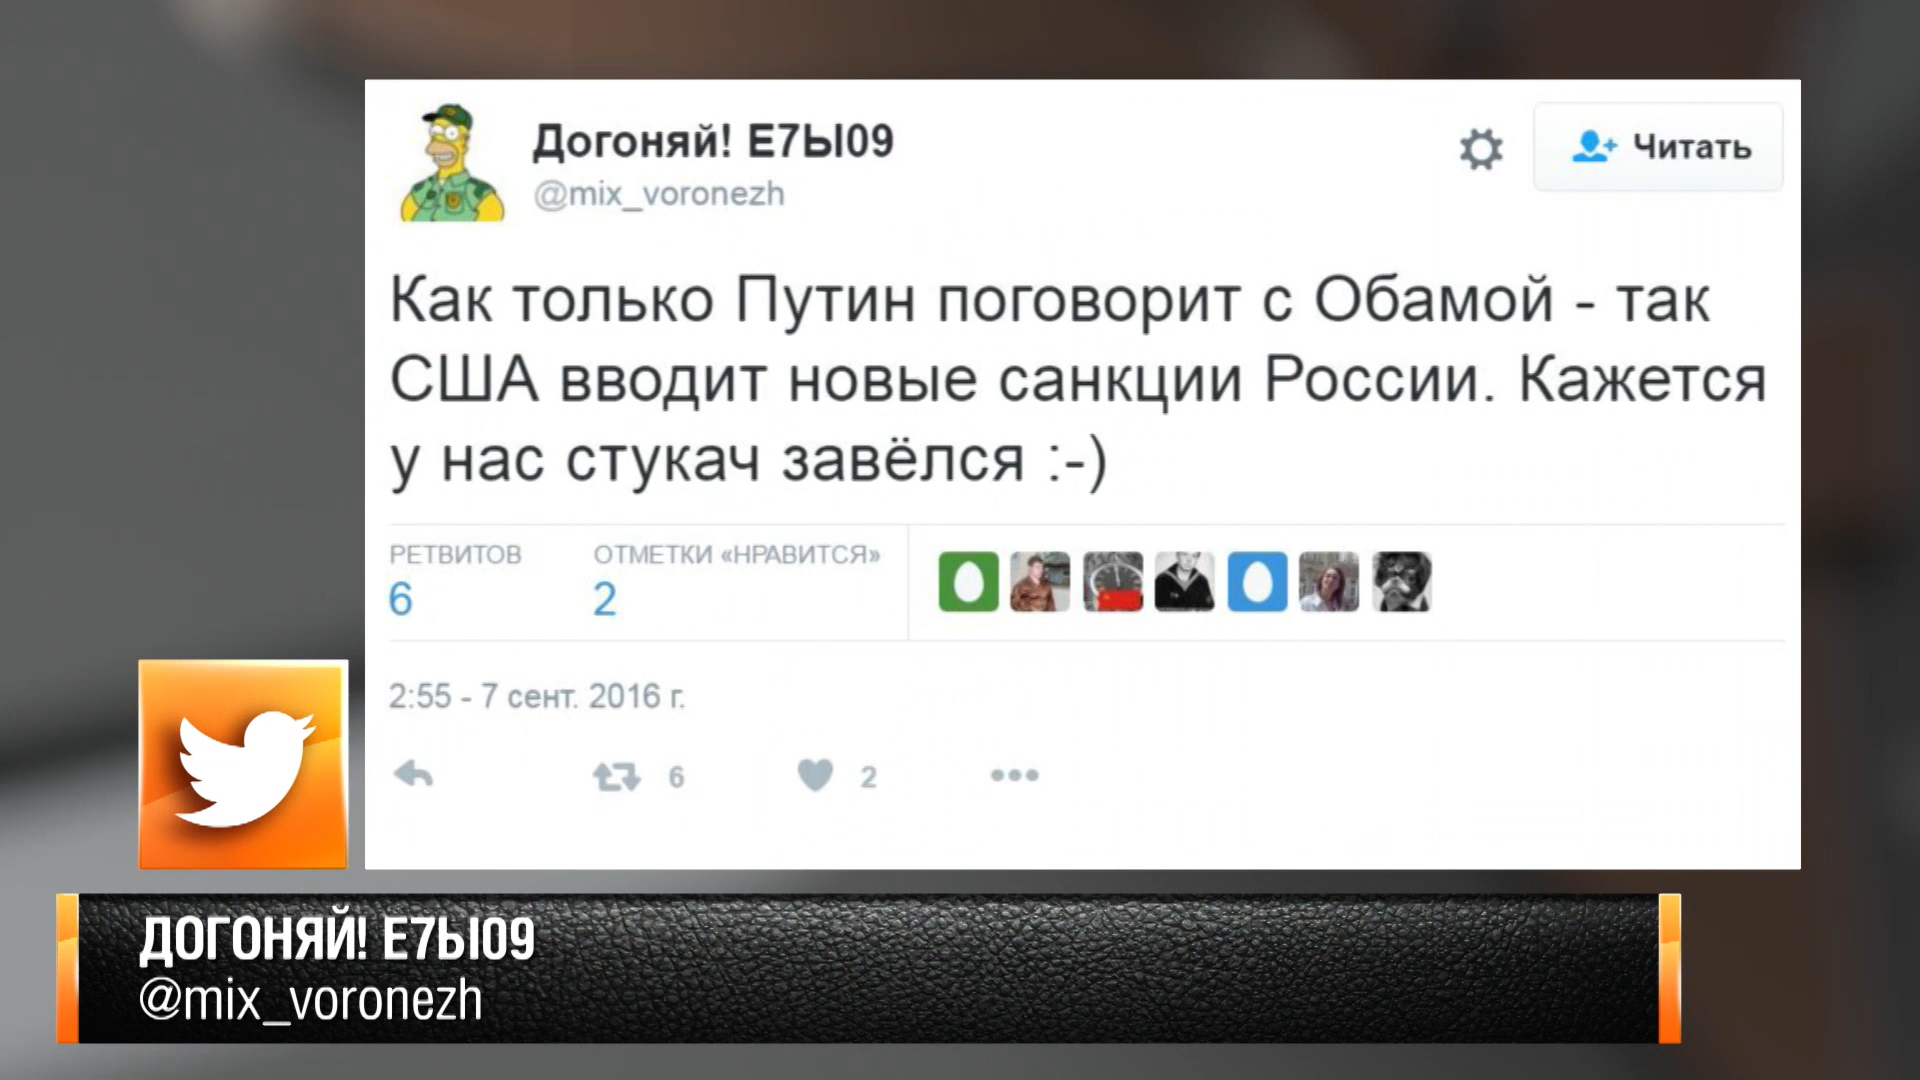 Догоняй! Е7Ы09
@mix_voronezh
Читать
Как только Путин поговорит с Обамой - так
США вводит новые санкции России. Кажется
у нас стукач завёлся :-)
РЕТВИТОВ
6
ОТМЕТКИ «НРАВИТСЯ»
2
2:55 - 7 сент. 2016 г.
6
2
ДОГОНЯЙ! Е7Ы09
@mix_voronezh